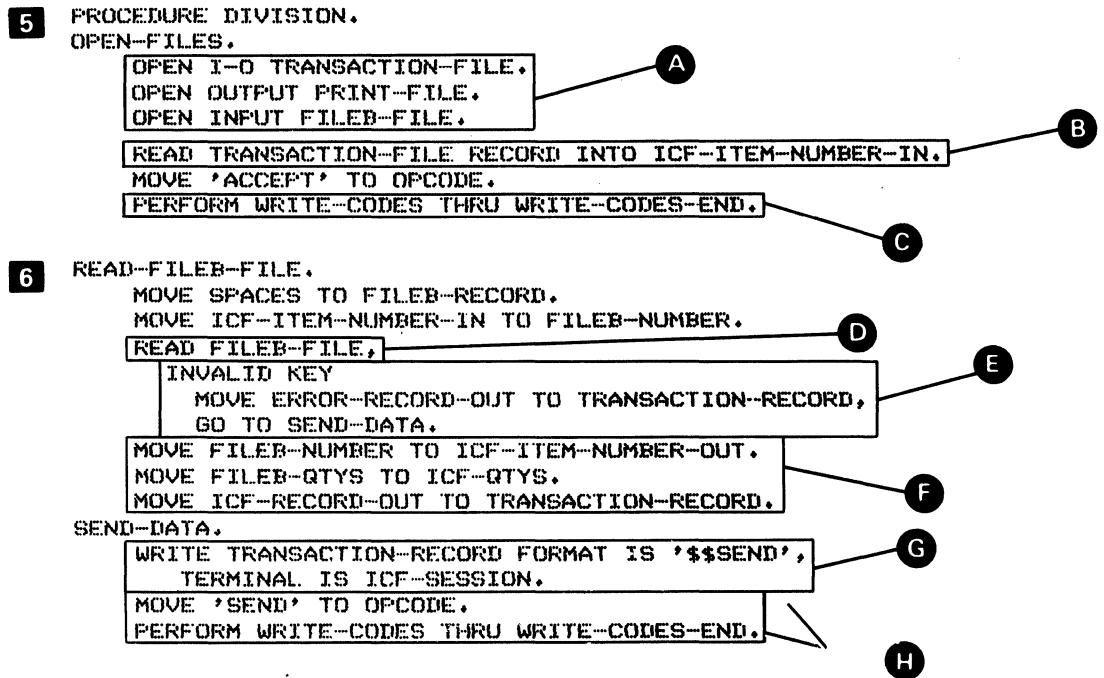 5 PROCEDURE DIVISION.
OPEN-FILES.
OPEN I-O TRANSACTION-FILE.
A
OPEN OUTPUT PRINT-FILE.
OPEN INPUT FILEB-FILE.
B
READ TRANSACTION-FILE RECORD INTO ICF-ITEM-NUMBER-IN.
MOVE 'ACCEPT' TO OPCODE.
PERFORM WRITE-CODES THRU WRITE-CODES-END.
C
6 READ-FILEB-FILE.
MOVE SPACES TO FILEB-RECORD.
MOVE ICF-ITEM-NUMBER-IN TO FILEB-NUMBER.
D
READ FILEB-FILE,
INVALID KEY
E
MOVE ERROR-RECORD-OUT TO TRANSACTION-RECORD,
GO TO SEND-DATA.
MOVE FILEB-NUMBER TO ICF-ITEM-NUMBER-OUT.
MOVE FILEB-QTYS TO ICF-QTYS.
F
MOVE ICF-RECORD-OUT TO TRANSACTION-RECORD.
SEND-DATA.
WRITE TRANSACTION-RECORD FORMAT IS '$$SEND',
G
TERMINAL IS ICF-SESSION.
MOVE 'SEND' TO OPCODE.
PERFORM WRITE-CODES THRU WRITE-CODES-END.
H